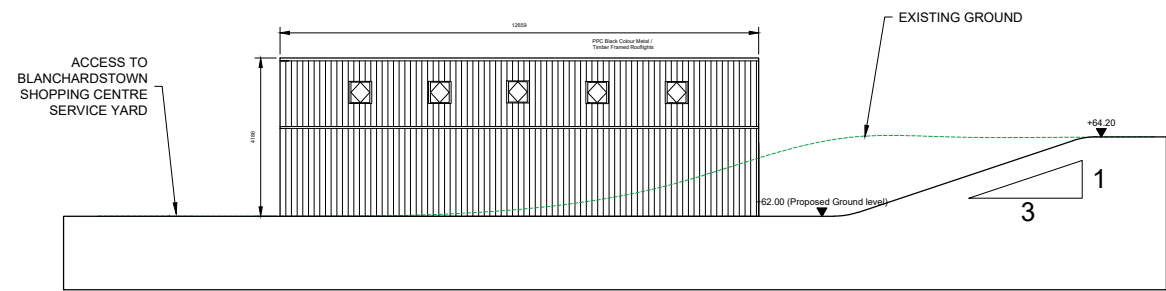 12659
EXISTING GROUND
PPC Black Colour Metal /
Timber Framed Rooflights
ACCESS TO
BLANCHARDSTOWN
SHOPPING CENTRE
SERVICE YARD
4186
+64.20
1
3
+62.00 (Proposed Ground level)